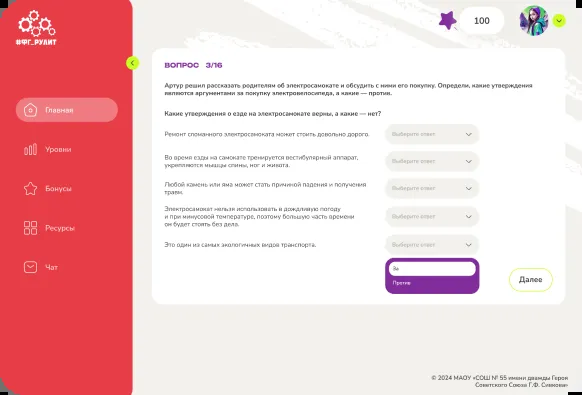 #ФГ_РУЛИТ
100
Главная
Уровни
Бонусы
Ресурсы
Чат
ВОПРОС 3/16
Артур решил рассказать родителям об электросамокате и обсудить с ними его покупку. Определи, какие утверждения
являются аргументами за покупку электровелосипеда, а какие — против.
Какие утверждения о езде на электросамокате верны, а какие — нет?
Ремонт сломанного электросамоката может стоить довольно дорого.
Выберите ответ
Во время езды на самокате тренируется вестибулярный аппарат,
укрепляются мышцы спины, ног и живота.
Выберите ответ
Любой камень или яма может стать причиной падения и получения
травм.
Выберите ответ
Электросамокат нельзя использовать в дождливую погоду
и при минусовой температуре, поэтому большую часть времени
он будет стоять без дела.
Выберите ответ
Это один из самых экологичных видов транспорта.
Выберите ответ
За
Против
Далее
© 2024 МАОУ «СОШ № 55 имени дважды Героя
Советского Союза Г.Ф. Сивкова»